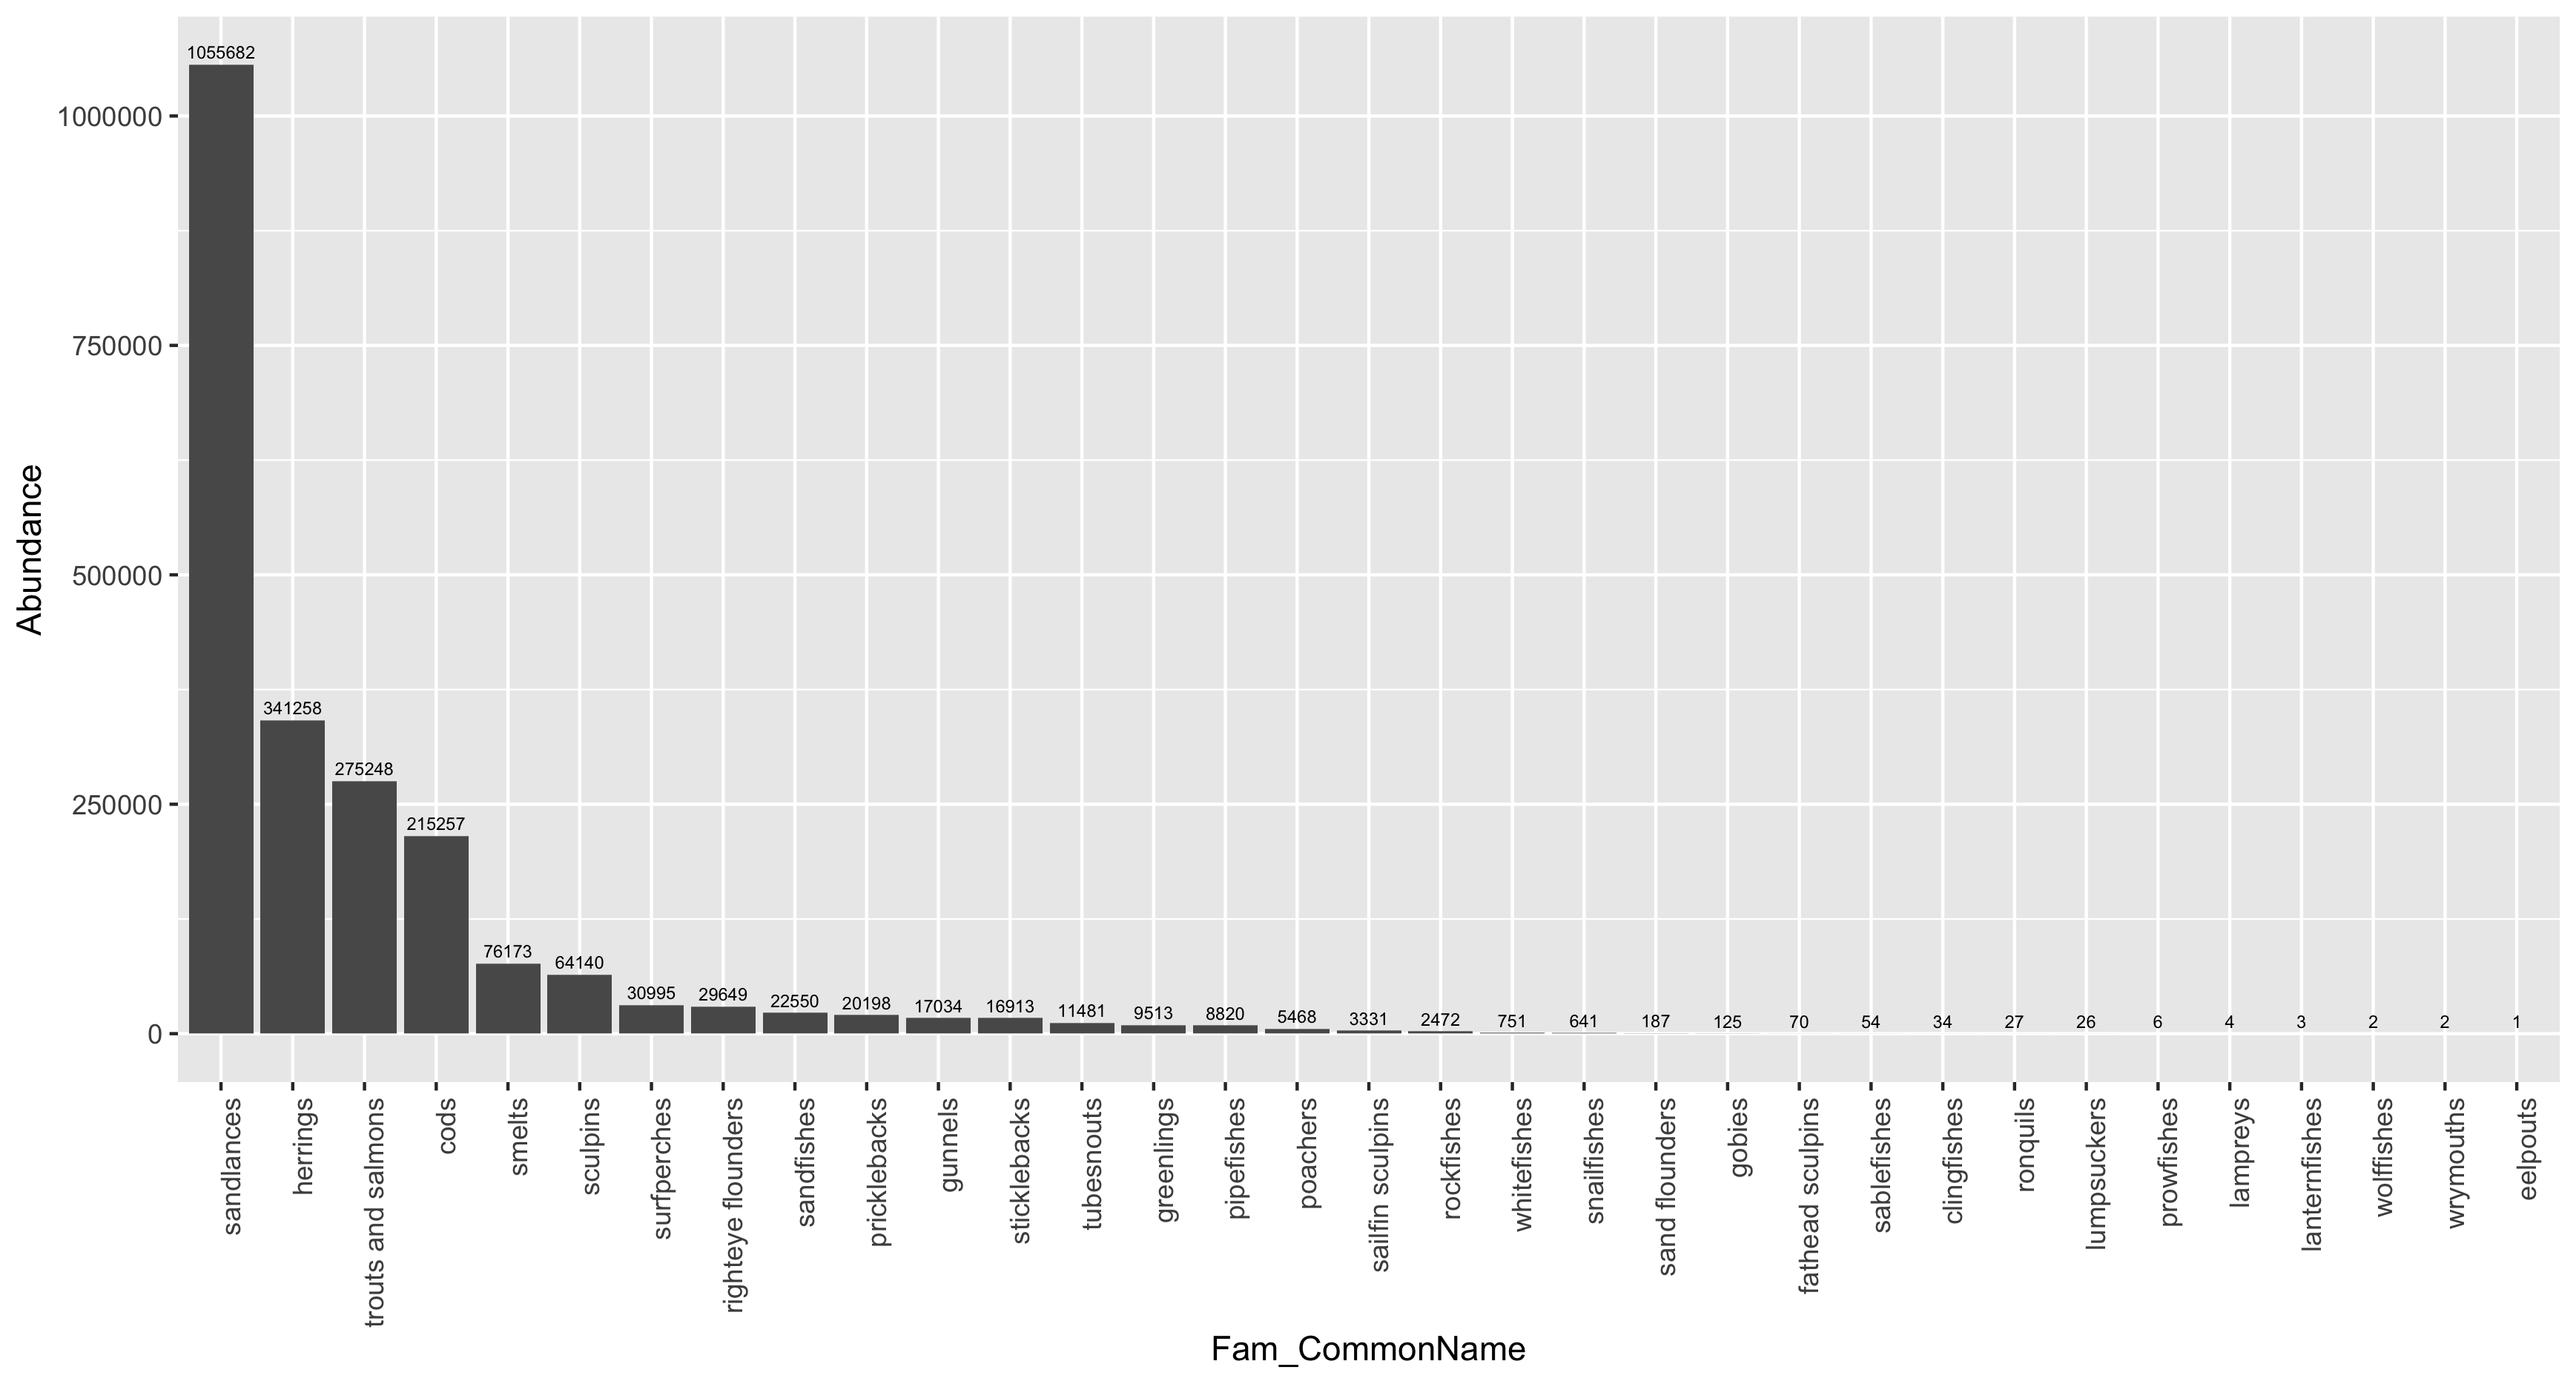 1055682
1000000
750000
500000
250000
0
Abundance
341258
275248
215257
76173
64140
30995
29649
22550
20198
17034
16913
11481
9513
8820
5468
3331
2472
751
641
187
125
70
54
34
27
26
6
4
3
2
2
1
sandlances
herrings
trouts and salmons
cods
smelts
sculpins
surfperches
righteye flounders
sandfishes
pricklebacks
gunnels
sticklebacks
tubesnouts
greenlings
pipefishes
poachers
sailfin sculpins
rockfishes
whitefishes
snailfishes
sand flounders
gobies
fathead sculpins
sablefishes
clingfishes
ronquils
lumpsuckers
prowfishes
lampreys
lanternfishes
wolffishes
wrymouths
eelpouts
Fam_CommonName